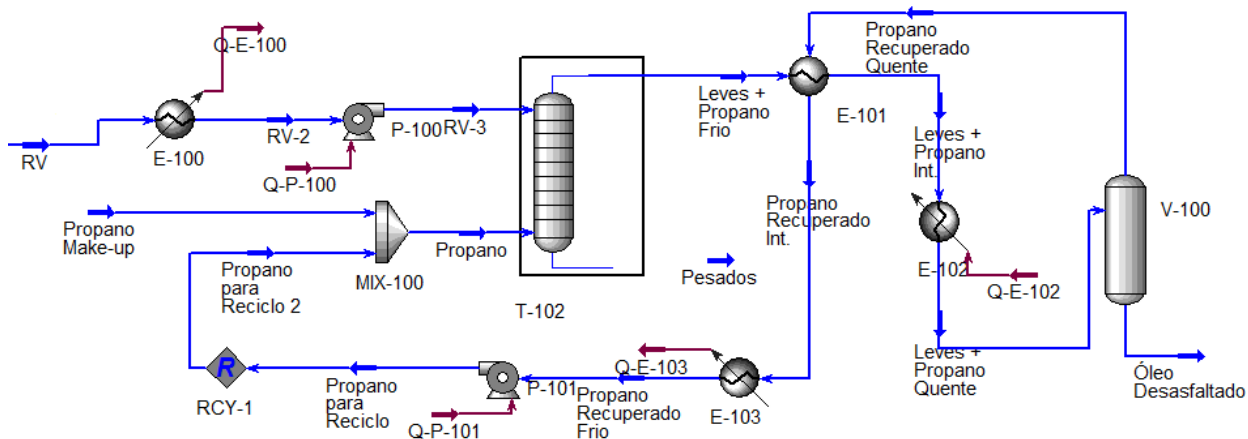 Q-E-100
Propano
Recuperado
Quente
RV
E-100
RV-2
P-100
RV-3
Q-P-100
Leves +
Propano
Frio
E-101
Leves +
Propano
Int.
Propano
Make-up
Propano
para
Reciclo 2
MIX-100
Propano
T-102
Pesados
Propano
Recuperado
Int.
E-102
Q-E-102
V-100
Leves +
Propano
Quente
Óleo
Desasfaltado
R
RCY-1
Propano
para
Reciclo
P-101
Q-P-101
Propano
Recuperado
Frio
Q-E-103
E-103